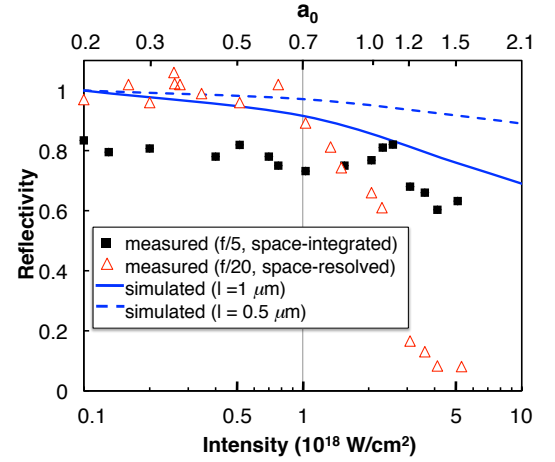 a₀
0.2 0.3 0.5 0.7 1.0 1.2 1.5 2.1
1
0.8
0.6
0.4
0.2
0
Reflectivity
measured (f/5, space-integrated)
measured (f/20, space-resolved)
simulated (l =1 μm)
simulated (l = 0.5 μm)
0.1 0.5 1 5 10
Intensity (10¹⁸ W/cm²)